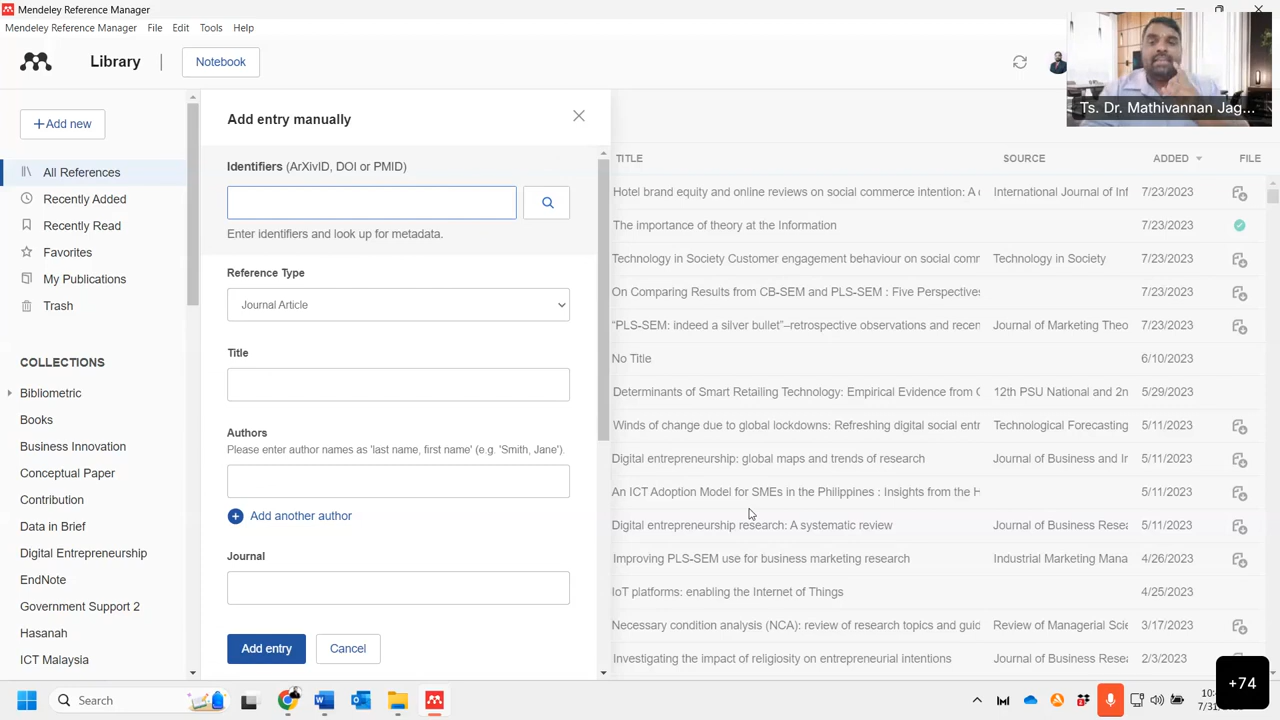 Mendeley Reference Manager
Mendeley Reference Manager File Edit Tools Help
Library | Notebook
Ts. Dr. Mathivannan Jag...
+Add new
All References
Recently Added
Recently Read
Favorites
My Publications
Trash
COLLECTIONS
Bibliometric
Books
Business Innovation
Conceptual Paper
Contribution
Data in Brief
Digital Entrepreneurship
EndNote
Government Support 2
Hasanah
ICT Malaysia
Add entry manually
Identifiers (ArXivID, DOI or PMID)
Enter identifiers and look up for metadata.
Reference Type
Journal Article
Title
Authors
Please enter author names as 'last name, first name' (e.g. 'Smith, Jane').
Add another author
Journal
Add entry Cancel
TITLE SOURCE ADDED FILE
Hotel brand equity and online reviews on social commerce intention: A c International Journal of Inf 7/23/2023
The importance of theory at the Information 7/23/2023
Technology in Society Customer engagement behaviour on social comm Technology in Society 7/23/2023
On Comparing Results from CB-SEM and PLS-SEM : Five Perspectives 7/23/2023
“PLS-SEM: indeed a silver bullet”–retrospective observations and recen Journal of Marketing Theo 7/23/2023
No Title 6/10/2023
Determinants of Smart Retailing Technology: Empirical Evidence from C 12th PSU National and 2n 5/29/2023
Winds of change due to global lockdowns: Refreshing digital social entr Technological Forecasting 5/11/2023
Digital entrepreneurship: global maps and trends of research Journal of Business and Ir 5/11/2023
An ICT Adoption Model for SMEs in the Philippines : Insights from the H 5/11/2023
Digital entrepreneurship research: A systematic review Journal of Business Resea 5/11/2023
Improving PLS-SEM use for business marketing research Industrial Marketing Mana 4/26/2023
IoT platforms: enabling the Internet of Things 4/25/2023
Necessary condition analysis (NCA): review of research topics and guid Review of Managerial Scie 3/17/2023
Investigating the impact of religiosity on entrepreneurial intentions Journal of Business Resea 2/3/2023
+74
Search